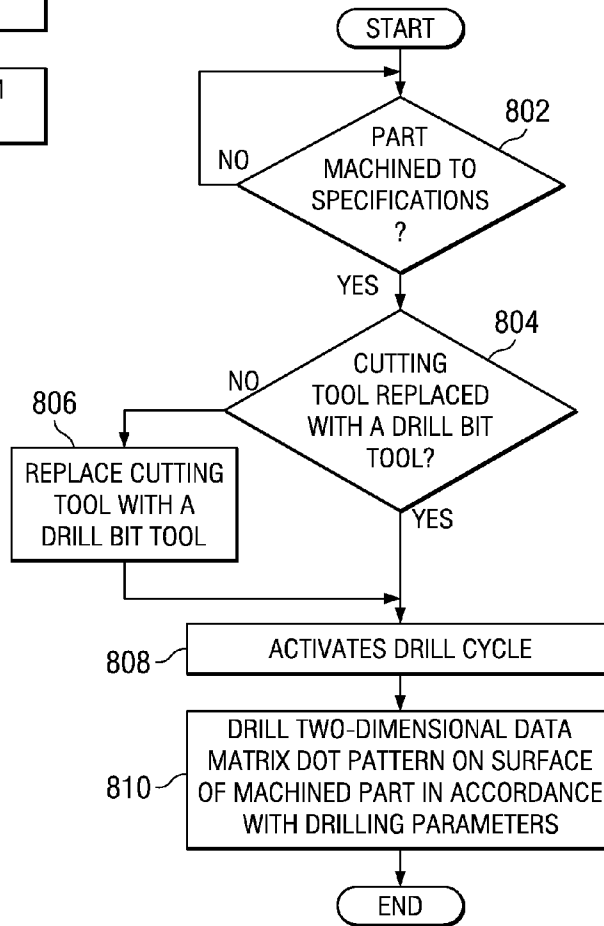 M
START
802
PART
MACHINED TO
SPECIFICATIONS
?
NO
YES
804
CUTTING
TOOL REPLACED
WITH A DRILL BIT
TOOL?
NO
806
REPLACE CUTTING
TOOL WITH A
DRILL BIT TOOL
YES
808
ACTIVATES DRILL CYCLE
810
DRILL TWO-DIMENSIONAL DATA
MATRIX DOT PATTERN ON SURFACE
OF MACHINED PART IN ACCORDANCE
WITH DRILLING PARAMETERS
END